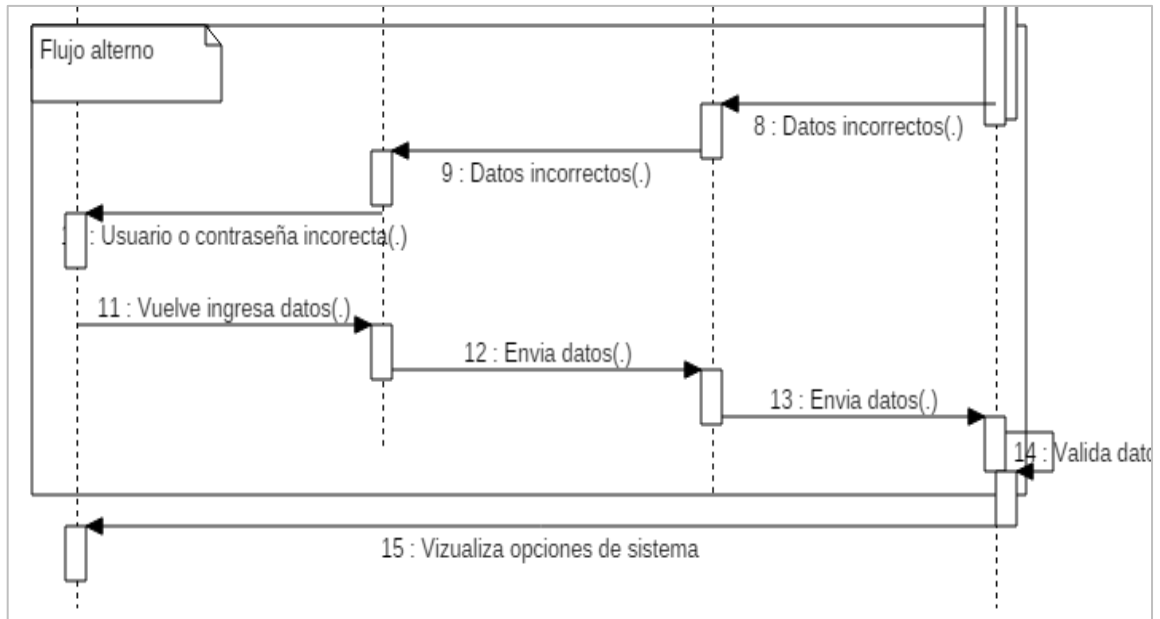 Flujo alterno
8 : Datos incorrectos(.)
9 : Datos incorrectos(.)
: Usuario o contraseña incorecta(.)
11 : Vuelve ingresa datos(.)
12 : Envia datos(.)
13 : Envia datos(.)
14 : Valida dato
15 : Vizualiza opciones de sistema